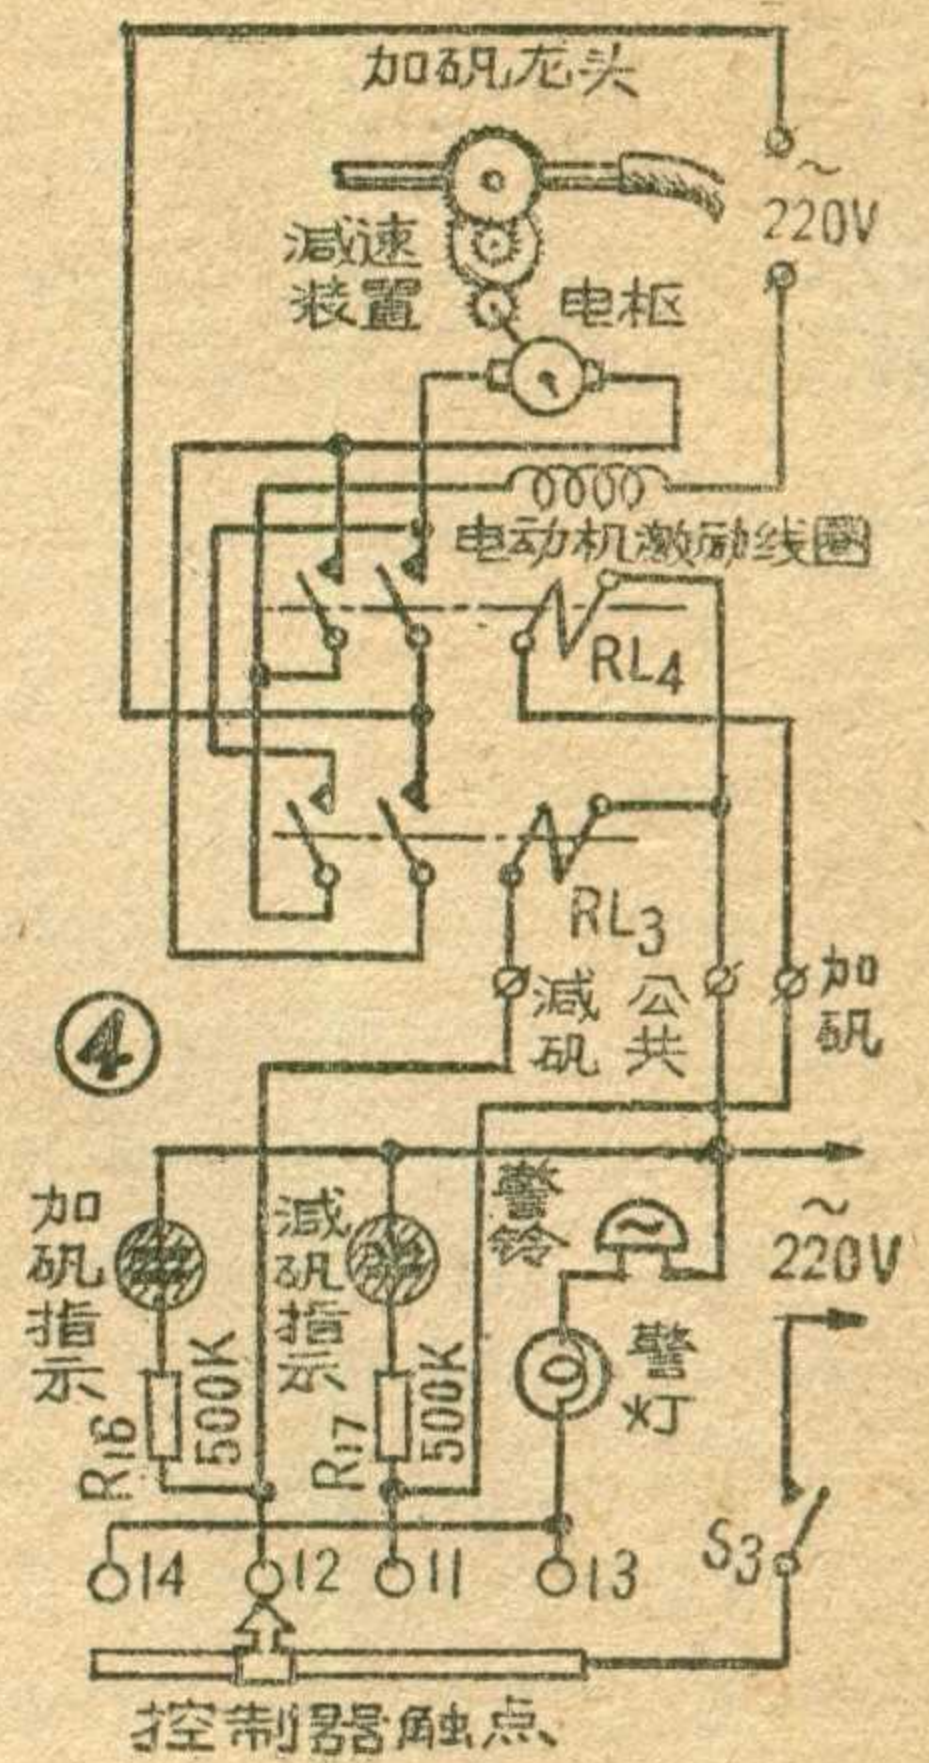 加矾龙头
~
220V
减速
装置
电枢
电动机激励线圈
RL4
RL3
减矾
公共
加矾
4
加矾指示
减矾指示
警铃
~
~
220V
警灯
R16
500K
R17
500K
14
12
11
13
S3
控制器触点